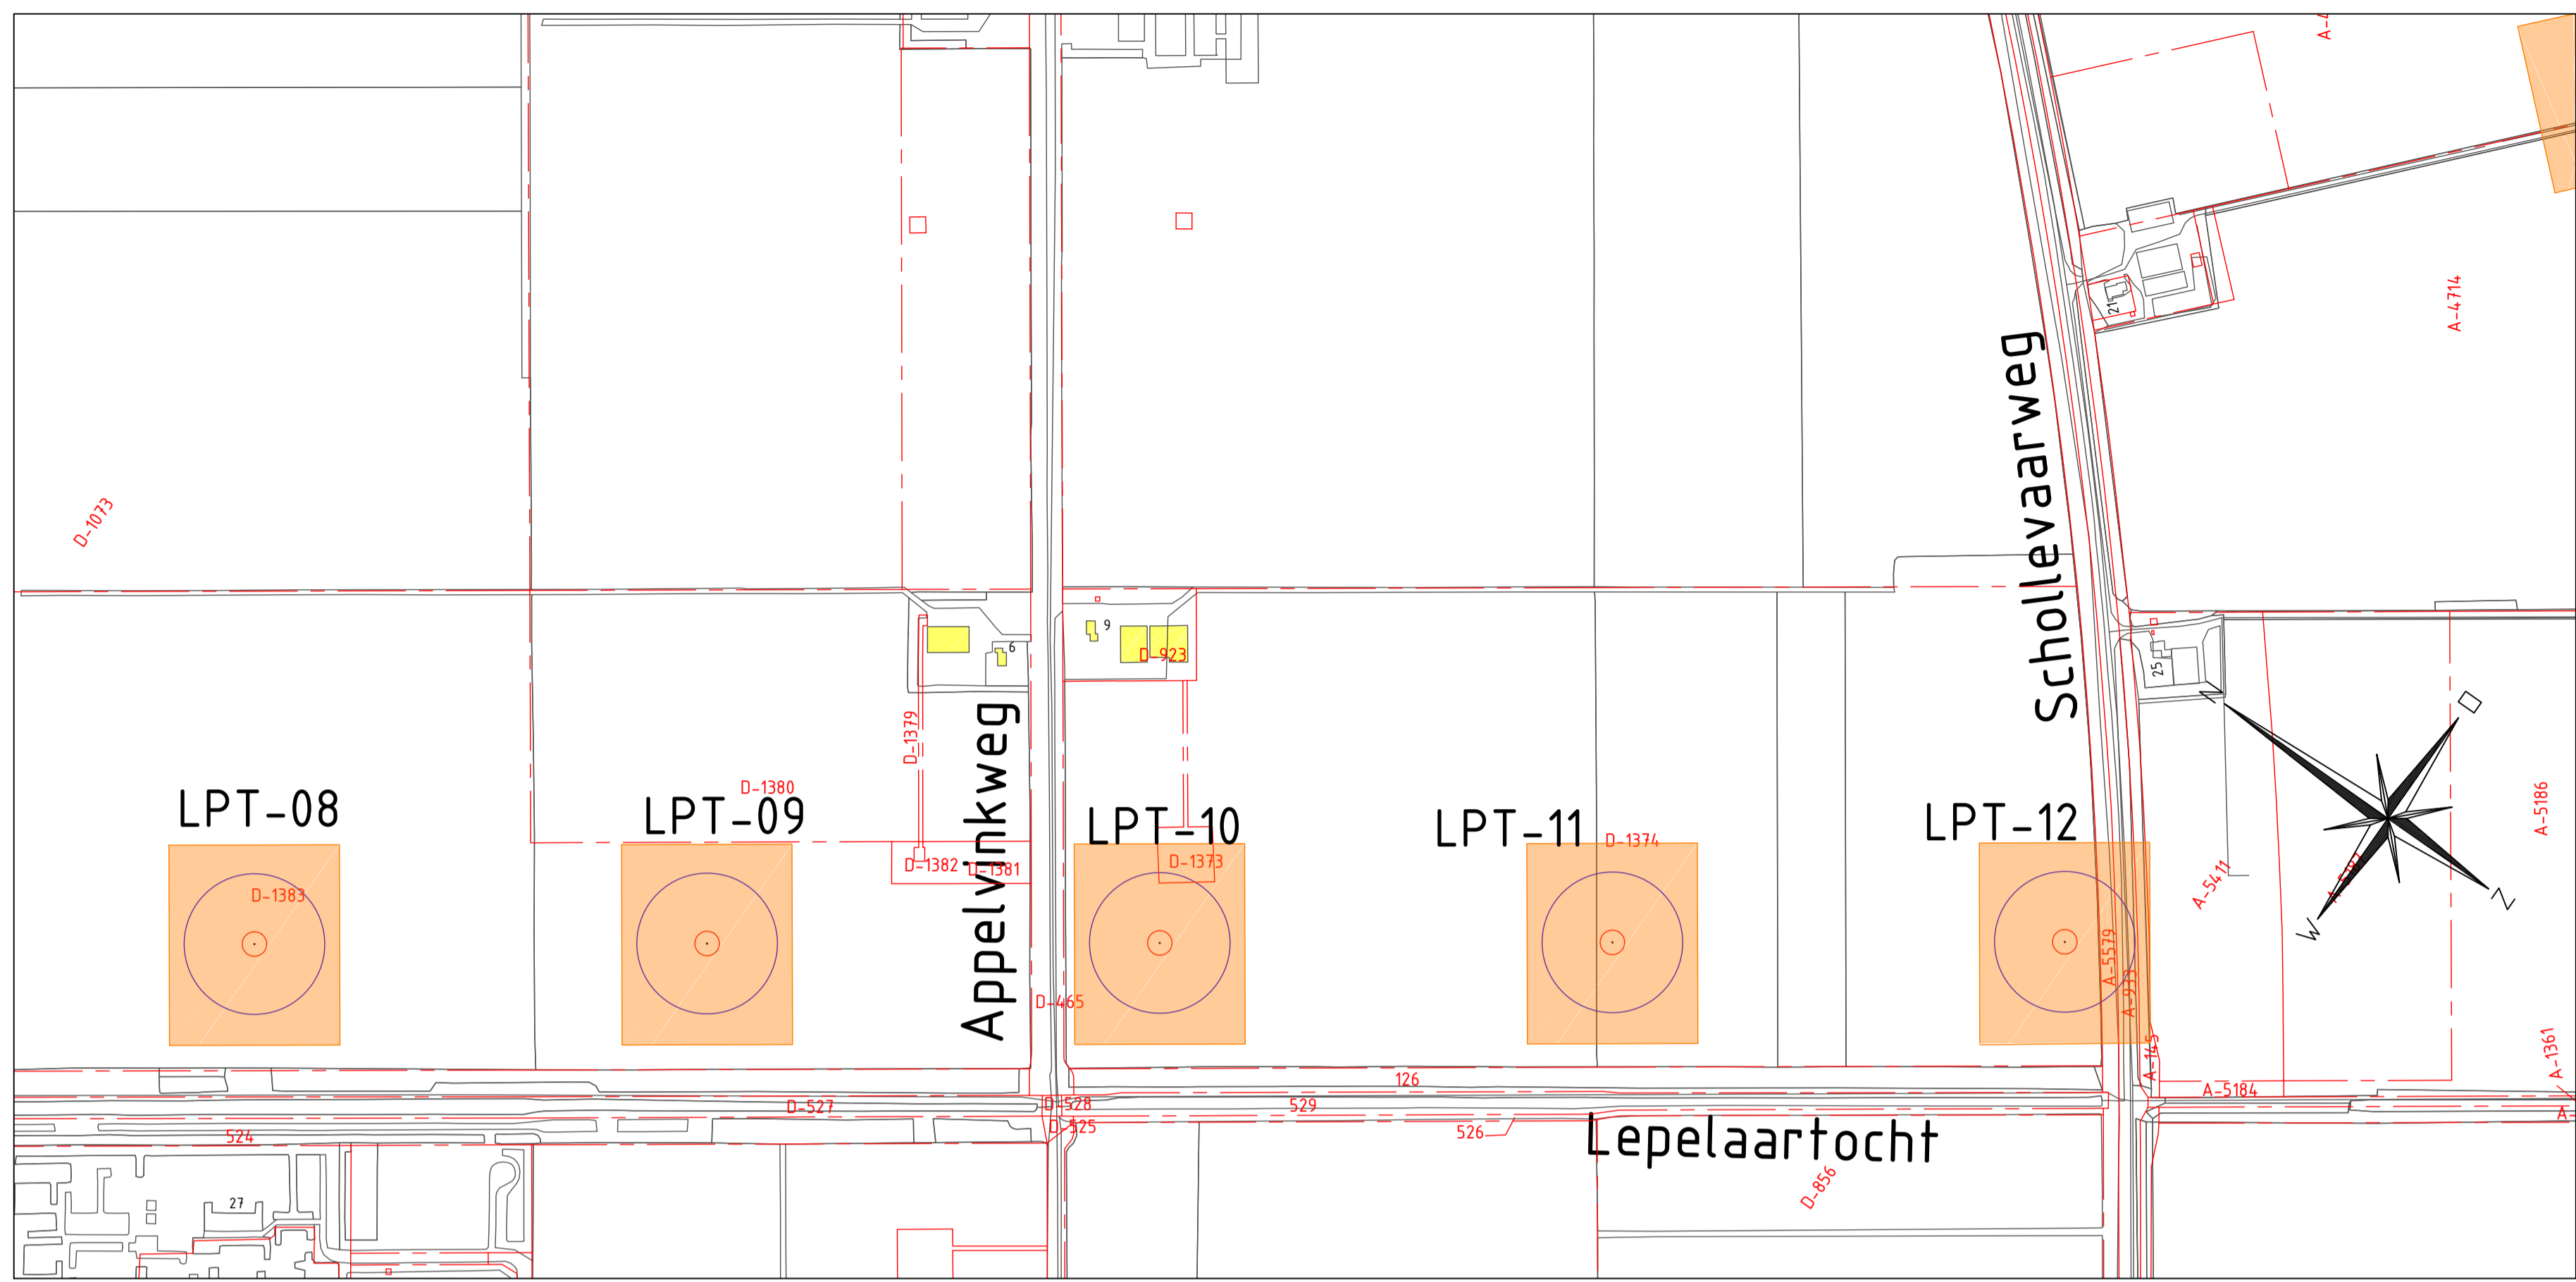 D-1073
21
A-4714
Schollevaarweg
9
6
D-923
25
D-1379
N
D-1380
LPT-08
LPT-09
LPT-10
LPT-11
LPT-12
Appelvinkweg
A-5186
D-1374
D-1382
D-1381
D-1373
D-1383
A-5411
W
Z
A-5579
A-933
D-465
A-145
A-1361
126
A-5184
D-527
D-528
529
524
D-525
526
Lepelaartocht
D-856
27